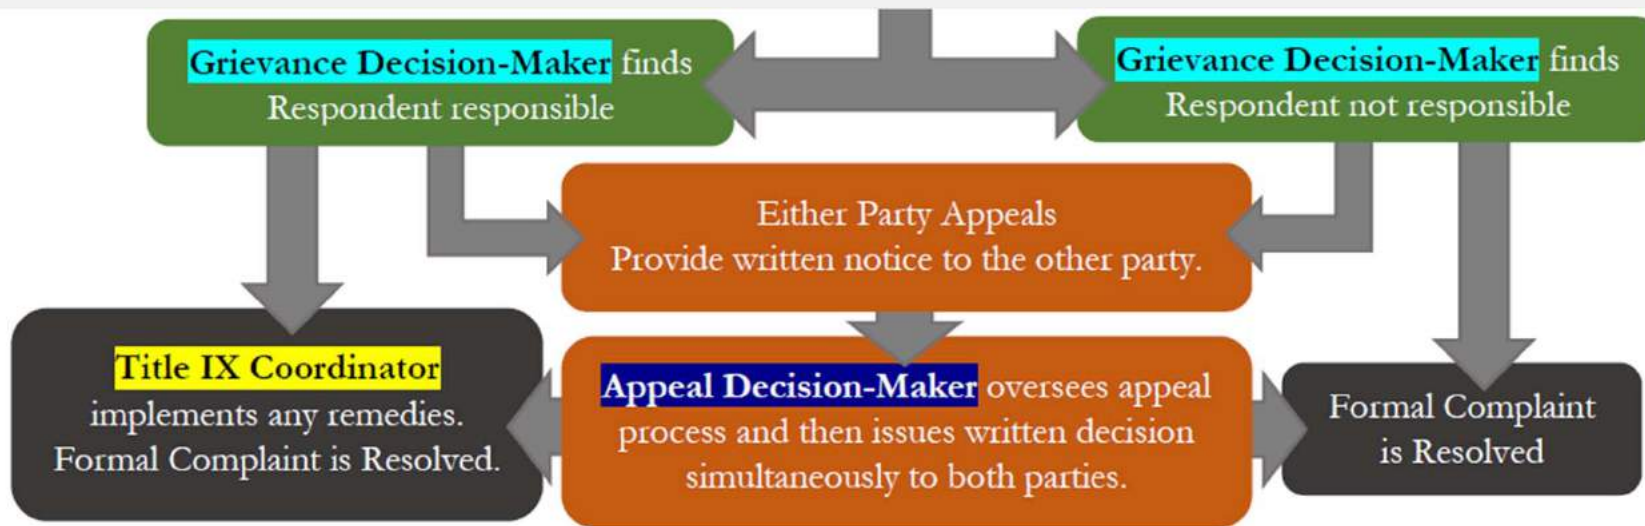 Grievance Decision-Maker finds
Respondent responsible
Grievance Decision-Maker finds
Respondent not responsible
Either Party Appeals
Provide written notice to the other party.
Title IX Coordinator
implements any remedies.
Formal Complaint is Resolved.
Appeal Decision-Maker oversees appeal
process and then issues written decision
simultaneously to both parties.
Formal Complaint
is Resolved